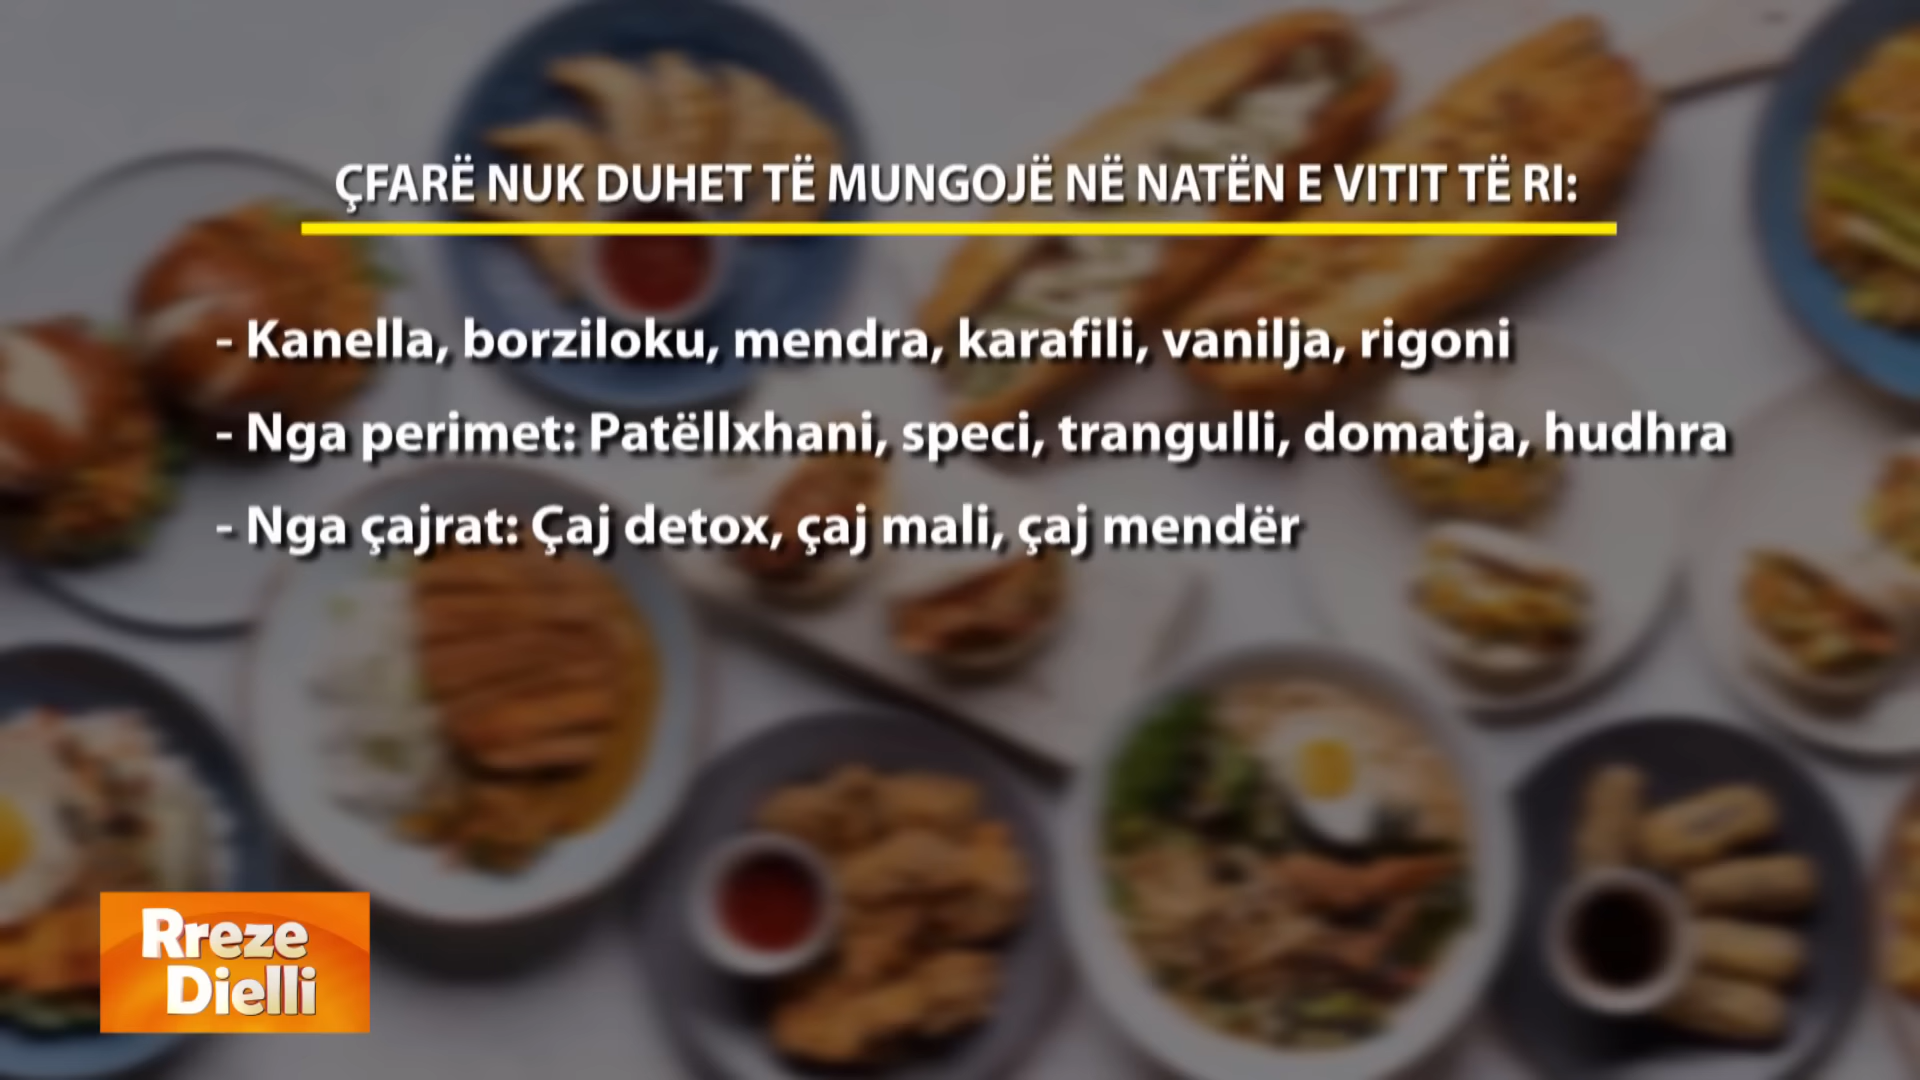 ÇFARË NUK DUHET TË MUNGOJË NË NATËN E VITIT TË RI:
- Kanella, borziloku, mendra, karafili, vanilja, rigoni
- Nga perimet: Patëllxhani, speci, trangulli, domatja, hudhra
- Nga çajrat: Çaj detox, çaj mali, çaj mendër
Rreze
Dielli